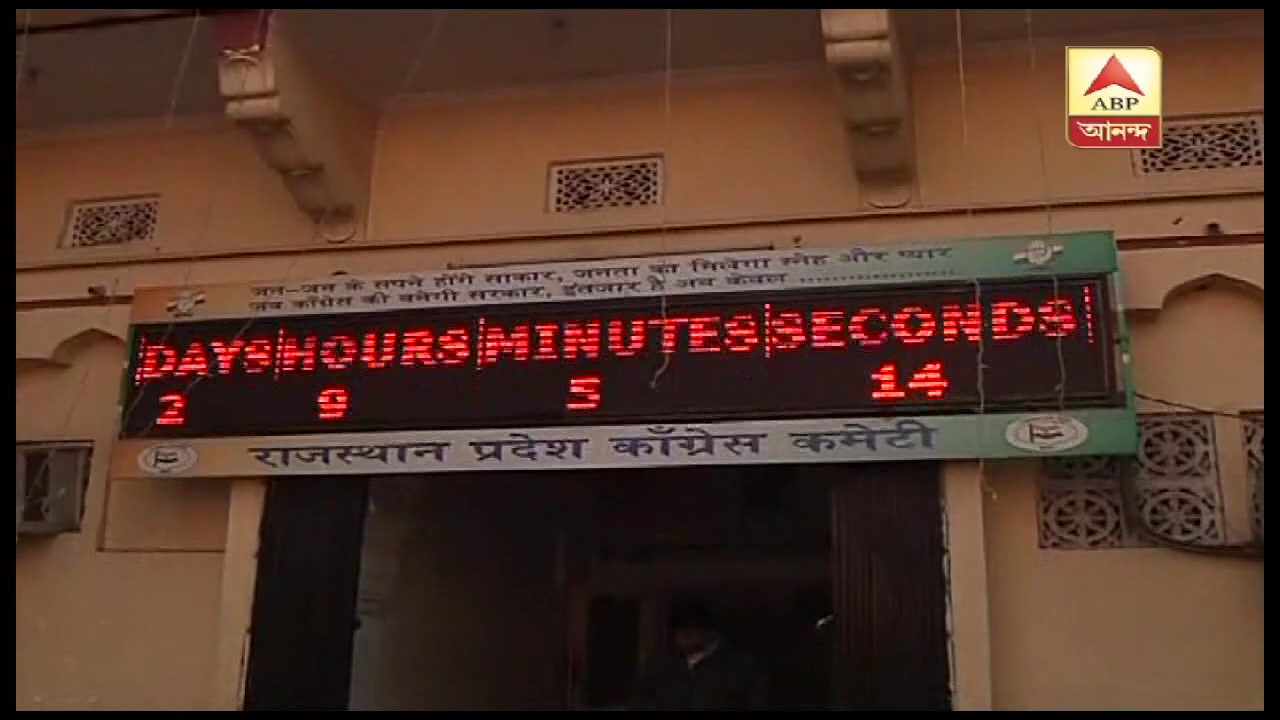 ABP
আনন্দ
जन-जन के सपने होंगे साकार, जनता को मिलेगा स्नेह और प्यार
जब काँग्रेस की बनेगी सरकार, इंतजार है अब केवल ..............................
DAYS HOURS MINUTES SECONDS
2 9 5 14
राजस्थान प्रदेश काँग्रेस कमेटी